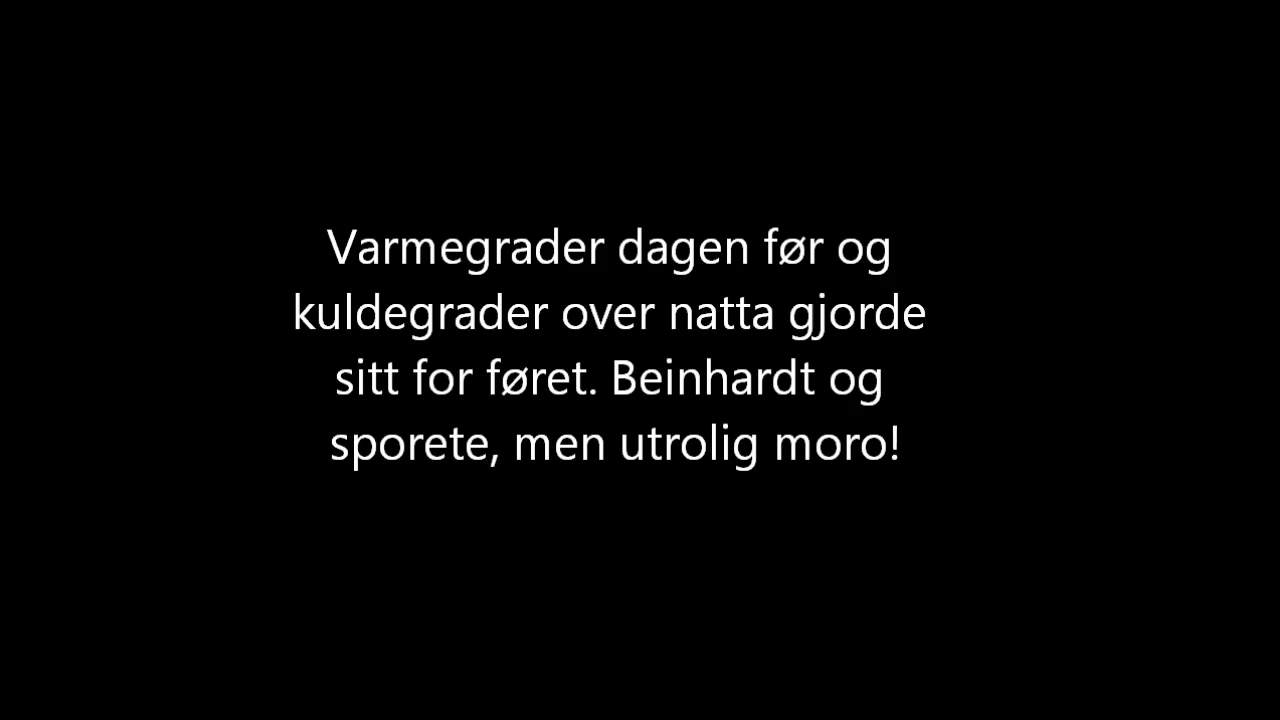 Varmegrader dagen før og
kuldegrader over natta gjorde
sitt for føret. Beinhardt og
sporete, men utrolig moro!